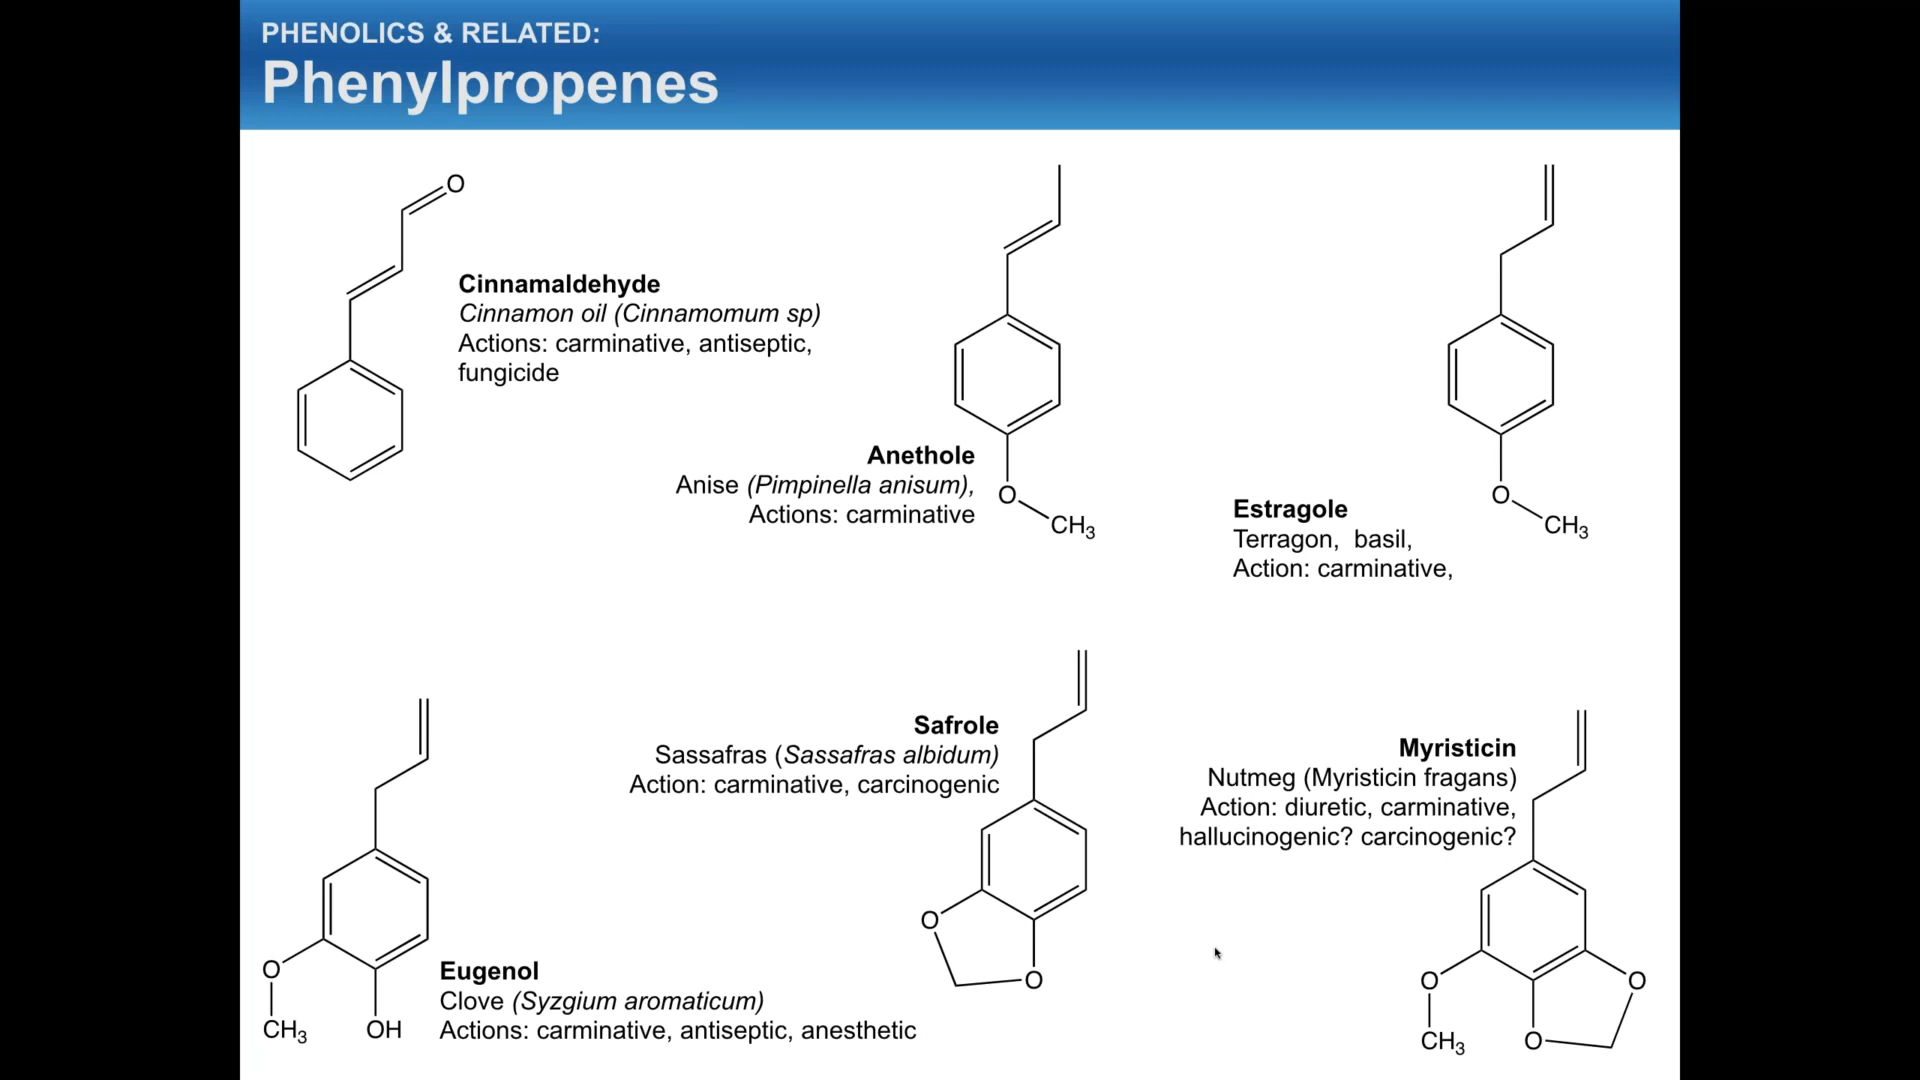 PHENOLICS & RELATED:
Phenylpropenes
O
Cinnamaldehyde
Cinnamon oil (Cinnamomum sp)
Actions: carminative, antiseptic,
fungicide
Anethole
Anise (Pimpinella anisum),
Actions: carminative
O
CH3
Estragole
Terragon, basil,
Action: carminative,
O
CH3
Eugenol
Clove (Syzgium aromaticum)
Actions: carminative, antiseptic, anesthetic
O
CH3
OH
Safrole
Sassafras (Sassafras albidum)
Action: carminative, carcinogenic
O
O
Myristicin
Nutmeg (Myristicin fragans)
Action: diuretic, carminative,
hallucinogenic? carcinogenic?
O
CH3
O
O